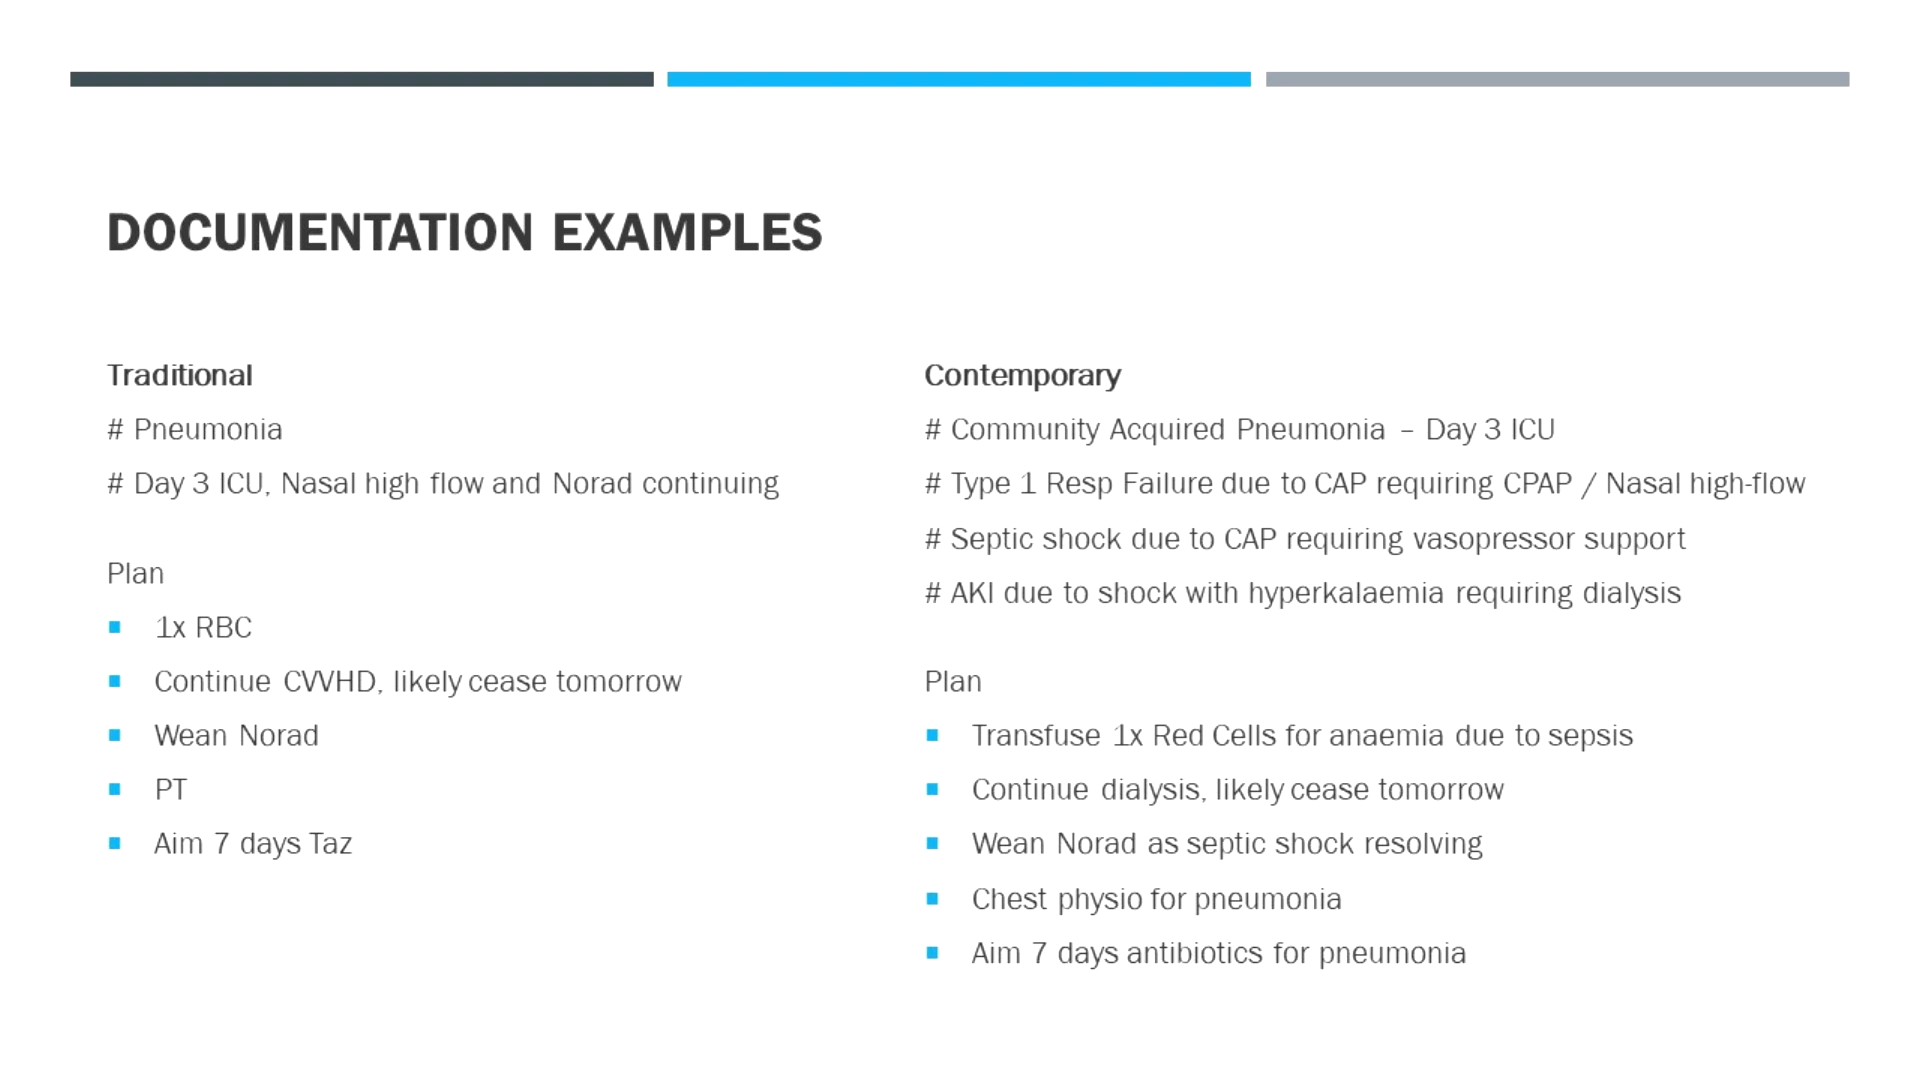 DOCUMENTATION EXAMPLES
Traditional
# Pneumonia
# Day 3 ICU, Nasal high flow and Norad continuing
Plan
1x RBC
Continue CVVHD, likely cease tomorrow
Wean Norad
PT
Aim 7 days Taz
Contemporary
# Community Acquired Pneumonia – Day 3 ICU
# Type 1 Resp Failure due to CAP requiring CPAP / Nasal high-flow
# Septic shock due to CAP requiring vasopressor support
# AKI due to shock with hyperkalaemia requiring dialysis
Plan
Transfuse 1x Red Cells for anaemia due to sepsis
Continue dialysis, likely cease tomorrow
Wean Norad as septic shock resolving
Chest physio for pneumonia
Aim 7 days antibiotics for pneumonia